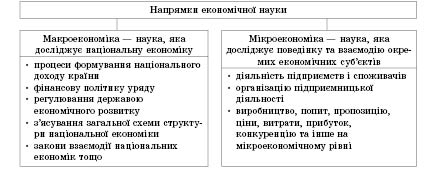 Напрямки економічної науки
Макроекономіка — наука, яка
досліджує національну економіку
• процеси формування національного
доходу країни
• фінансову політику уряду
• регулювання державою
економічного розвитку
• з’ясування загальної схеми структу-
ри національної економіки
• закони взаємодії національних
економік тощо
Мікроекономіка — наука, яка
досліджує поведінку та взаємодію окре-
мих економічних суб’єктів
• діяльність підприємств і споживачів
• організацію підприємницької
діяльності
• виробництво, попит, пропозицію,
ціни, витрати, прибуток,
конкуренцію та інше на
мікроекономічному рівні